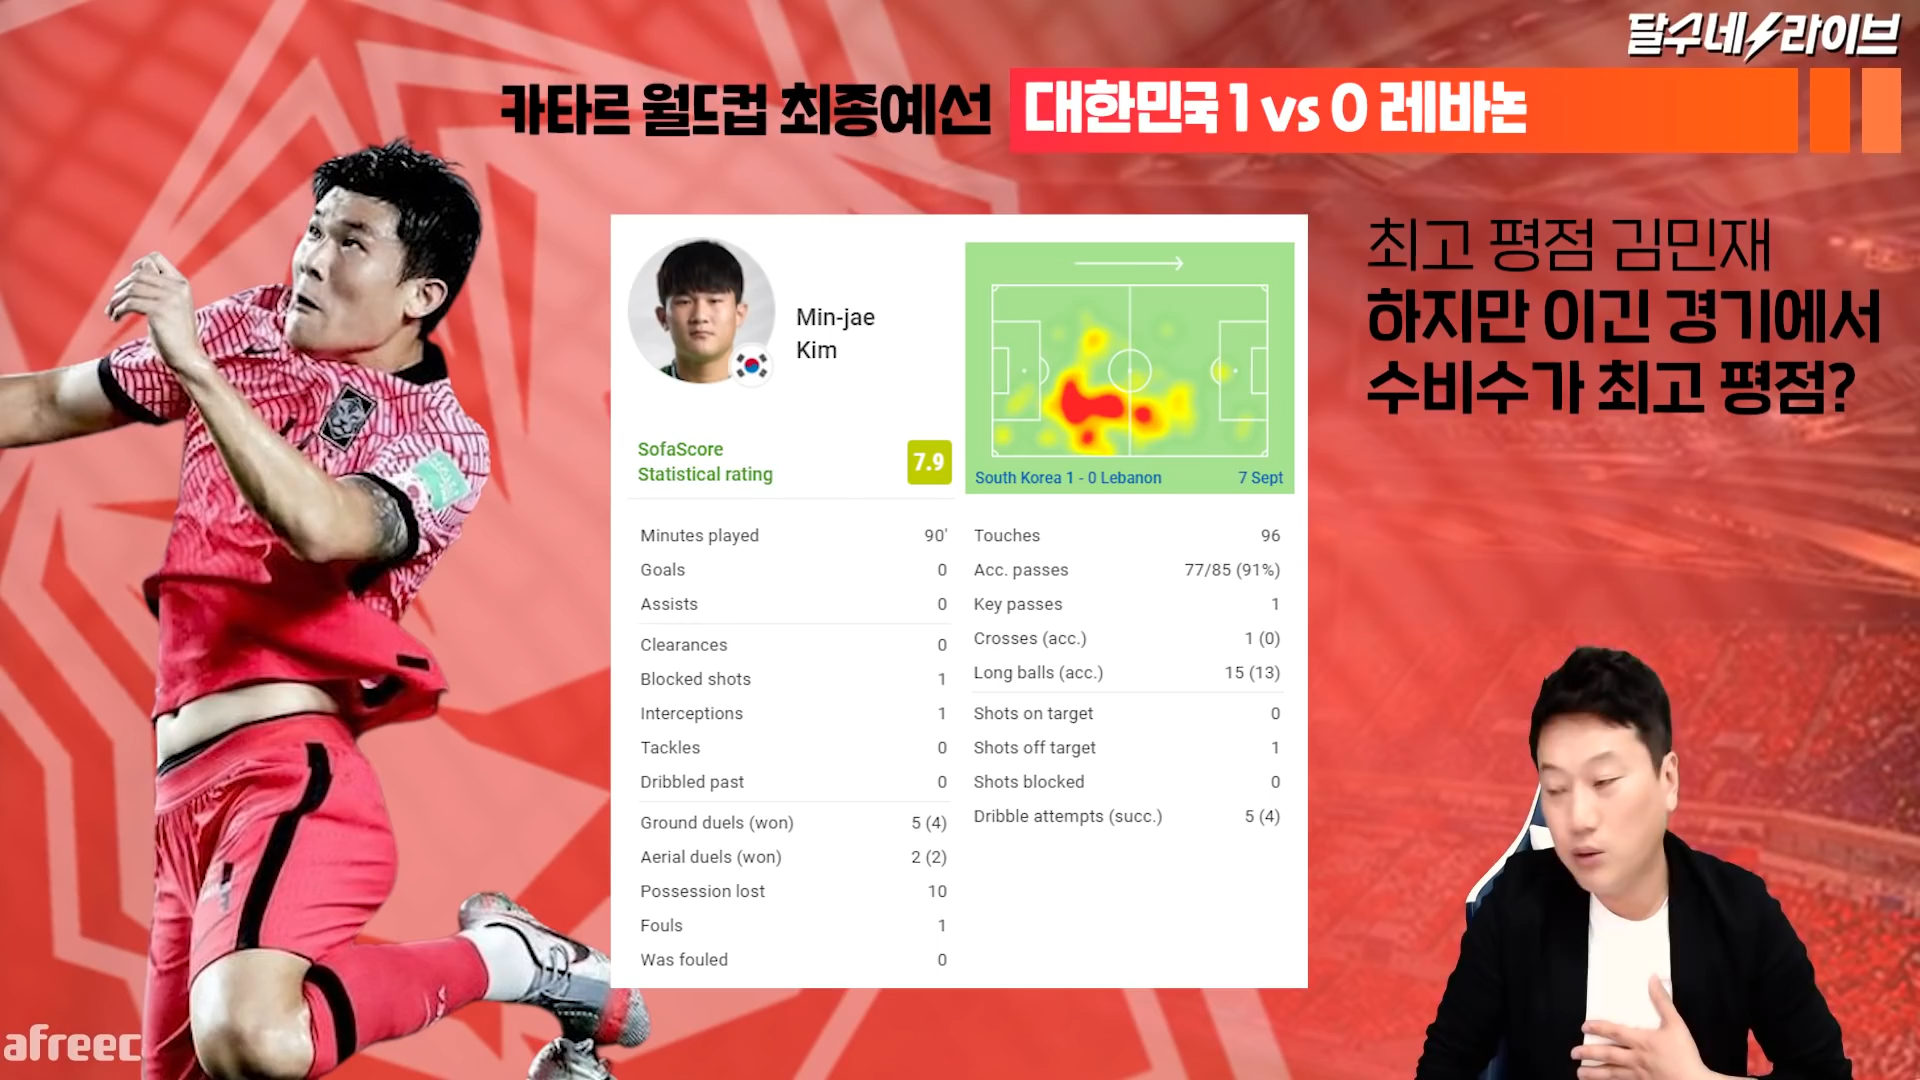 달수네라이브
카타르 월드컵 최종예선
대한민국 1 vs 0 레바논
최고 평점 김민재
하지만 이긴 경기에서
수비수가 최고 평점?
Min-jae
Kim
SofaScore
Statistical rating
7.9
South Korea 1 - 0 Lebanon 7 Sept
Minutes played 90'
Goals 0
Assists 0
Clearances 0
Blocked shots 1
Interceptions 1
Tackles 0
Dribbled past 0
Ground duels (won) 5 (4)
Aerial duels (won) 2 (2)
Possession lost 10
Fouls 1
Was fouled 0
Touches 96
Acc. passes 77/85 (91%)
Key passes 1
Crosses (acc.) 1 (0)
Long balls (acc.) 15 (13)
Shots on target 0
Shots off target 1
Shots blocked 0
Dribble attempts (succ.) 5 (4)
afreec